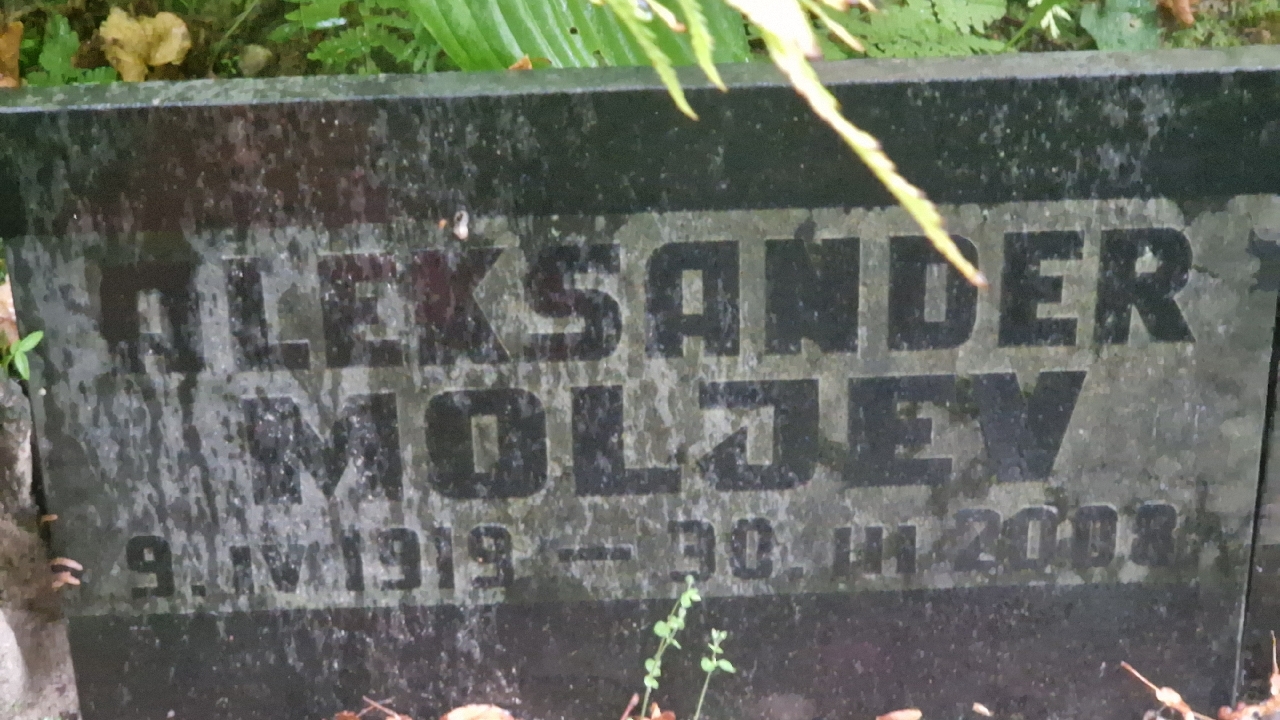 ALEKSANDER
MOLJEV
9. IV 1919 — 30. III 2008